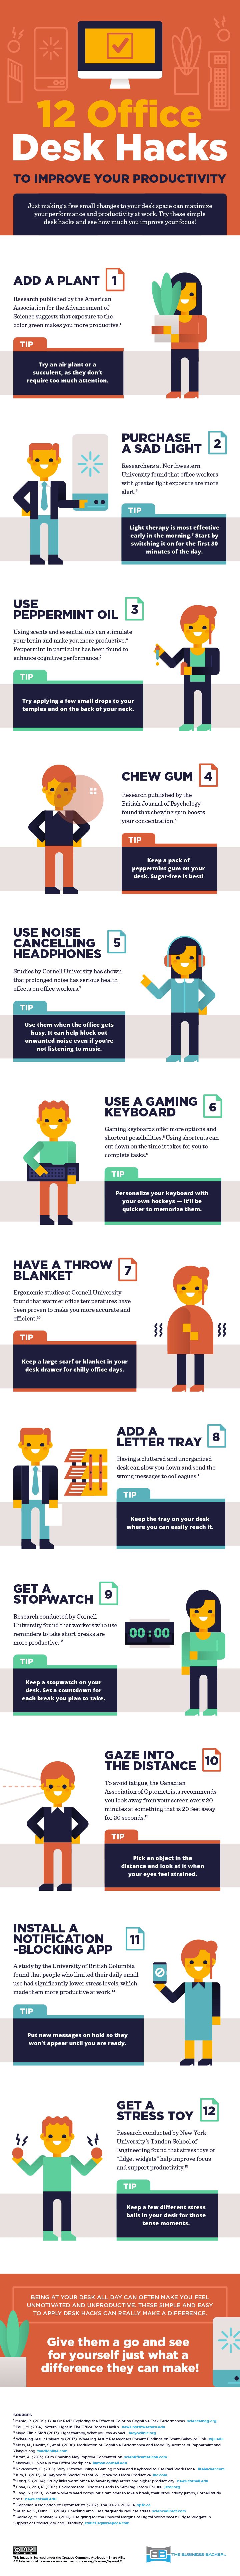 12 Office
Desk Hacks
TO IMPROVE YOUR PRODUCTIVITY
Just making a few small changes to your desk space can maximize
your performance and productivity at work. Try these simple
desk hacks and see how much you improve your focus!
ADD A PLANT
1
Research published by the American
Association for the Advancement of
Science suggests that exposure to the
color green makes you more productive.¹
TIP
Try an air plant or a
succulent, as they don't
require too much attention.
PURCHASE
A SAD LIGHT
2
Researchers at Northwestern
University found that office workers
with greater light exposure are more
alert.²
TIP
Light therapy is most effective
early in the morning.³ Start by
switching it on for the first 30
minutes of the day.
USE
PEPPERMINT OIL
3
Using scents and essential oils can stimulate
your brain and make you more productive.⁴
Peppermint in particular has been found to
enhance cognitive performance.⁵
TIP
Try applying a few small drops to your
temples and on the back of your neck.
CHEW GUM
4
Research published by the
British Journal of Psychology
found that chewing gum boosts
your concentration.⁶
TIP
Keep a pack of
peppermint gum on your
desk. Sugar-free is best!
USE NOISE
CANCELLING
HEADPHONES
5
Studies by Cornell University has shown
that prolonged noise has serious health
effects on office workers.⁷
TIP
Use them when the office gets
busy. It can help block out
unwanted noise even if you're
not listening to music.
USE A GAMING
KEYBOARD
6
Gaming keyboards offer more options and
shortcut possibilities.⁸ Using shortcuts can
cut down on the time it takes for you to
complete tasks.⁹
TIP
Personalize your keyboard with
your own hotkeys — it'll be
quicker to memorize them.
HAVE A THROW
BLANKET
7
Ergonomic studies at Cornell University
found that warmer office temperatures have
been proven to make you more accurate and
efficient.¹⁰
TIP
Keep a large scarf or blanket in your
desk drawer for chilly office days.
ADD A
LETTER TRAY
8
Having a cluttered and unorganized
desk can slow you down and send the
wrong messages to colleagues.¹¹
TIP
Keep the tray on your desk
where you can easily reach it.
GET A
STOPWATCH
9
Research conducted by Cornell
University found that workers who use
reminders to take short breaks are
more productive.¹²
00:00
TIP
Keep a stopwatch on your
desk. Set a countdown for
each break you plan to take.
GAZE INTO
THE DISTANCE
10
To avoid fatigue, the Canadian
Association of Optometrists recommends
you look away from your screen every 20
minutes at something that is 20 feet away
for 20 seconds.¹³
TIP
Pick an object in the
distance and look at it when
your eyes feel strained.
INSTALL A
NOTIFICATION
-BLOCKING APP
11
A study by the University of British Columbia
found that people who limited their daily email
use had significantly lower stress levels, which
made them more productive at work.¹⁴
TIP
Put new messages on hold so they
won't appear until you are ready.
GET A
STRESS TOY
12
Research conducted by New York
University's Tandon School of
Engineering found that stress toys or
"fidget widgets" help improve focus
and support productivity.¹⁵
TIP
Keep a few different stress
balls in your desk for those
tense moments.
BEING AT YOUR DESK ALL DAY CAN OFTEN MAKE YOU FEEL
UNMOTIVATED AND UNPRODUCTIVE. THESE SIMPLE AND EASY
TO APPLY DESK HACKS CAN REALLY MAKE A DIFFERENCE.
Give them a go and see
for yourself just what a
difference they can make!
SOURCES
THE BUSINESS BACKER